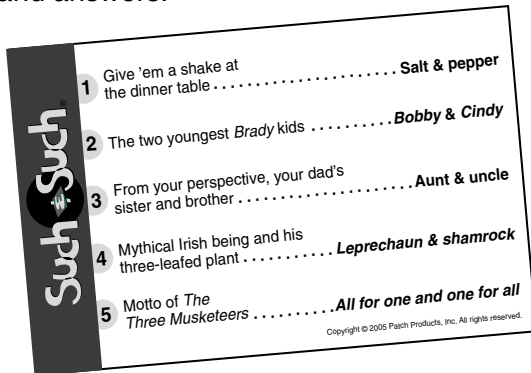 and answers.
Such Such®
1 Give 'em a shake at
the dinner table . . . . . . . . . . . . . . . . . . . . . . Salt & pepper
2 The two youngest Brady kids . . . . . . . . . . Bobby & Cindy
3 From your perspective, your dad's
sister and brother . . . . . . . . . . . . . . . . . . . . . Aunt & uncle
4 Mythical Irish being and his
three-leafed plant . . . . . . . . . . . Leprechaun & shamrock
5 Motto of The
Three Musketeers . . . . . . . . . . All for one and one for all
Copyright © 2005 Patch Products, Inc. All rights reserved.